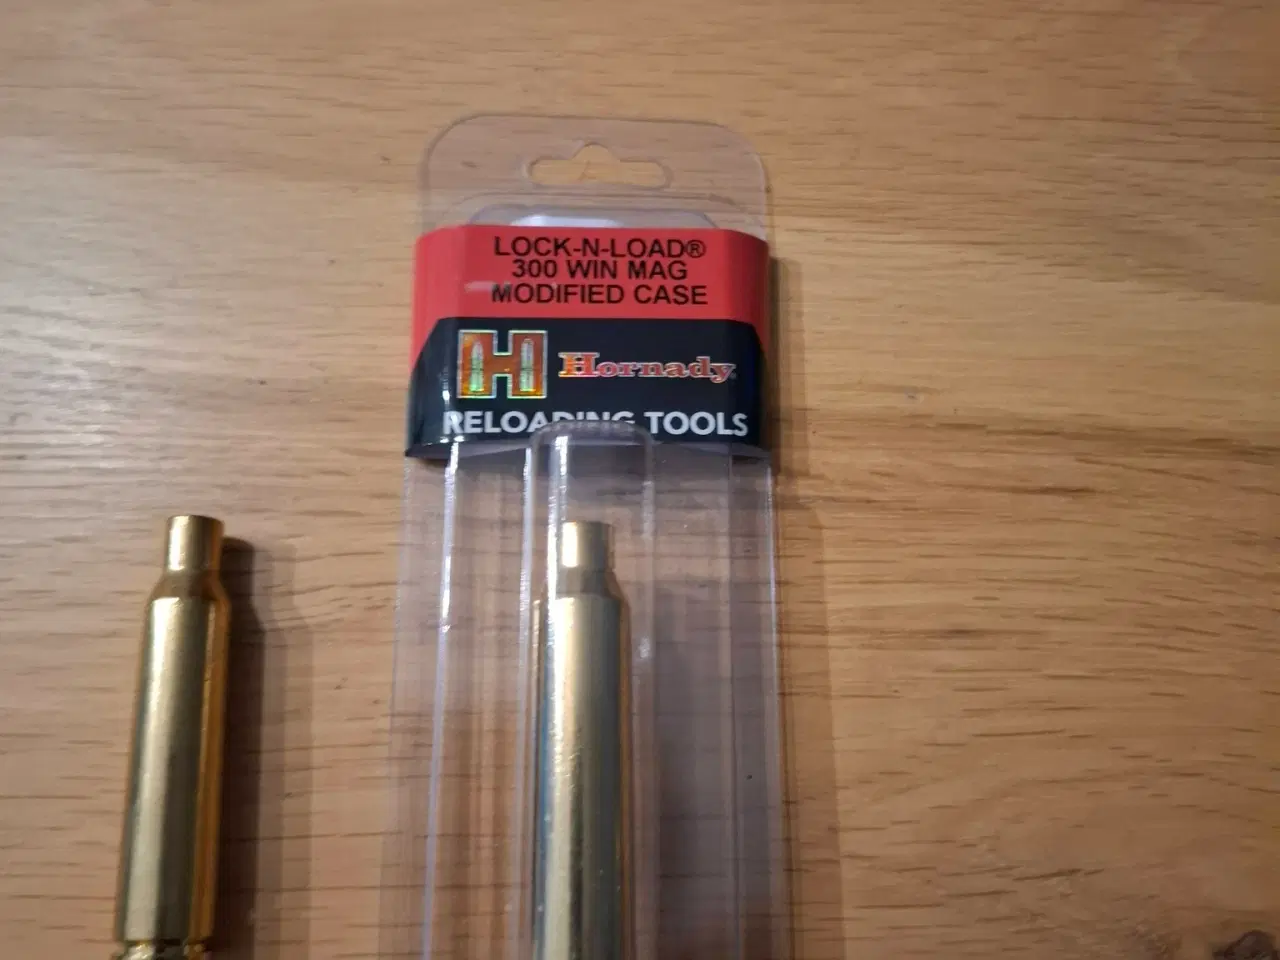 LOCK-N-LOAD®
300 WIN MAG
MODIFIED CASE
H Hornady
RELOADING TOOLS